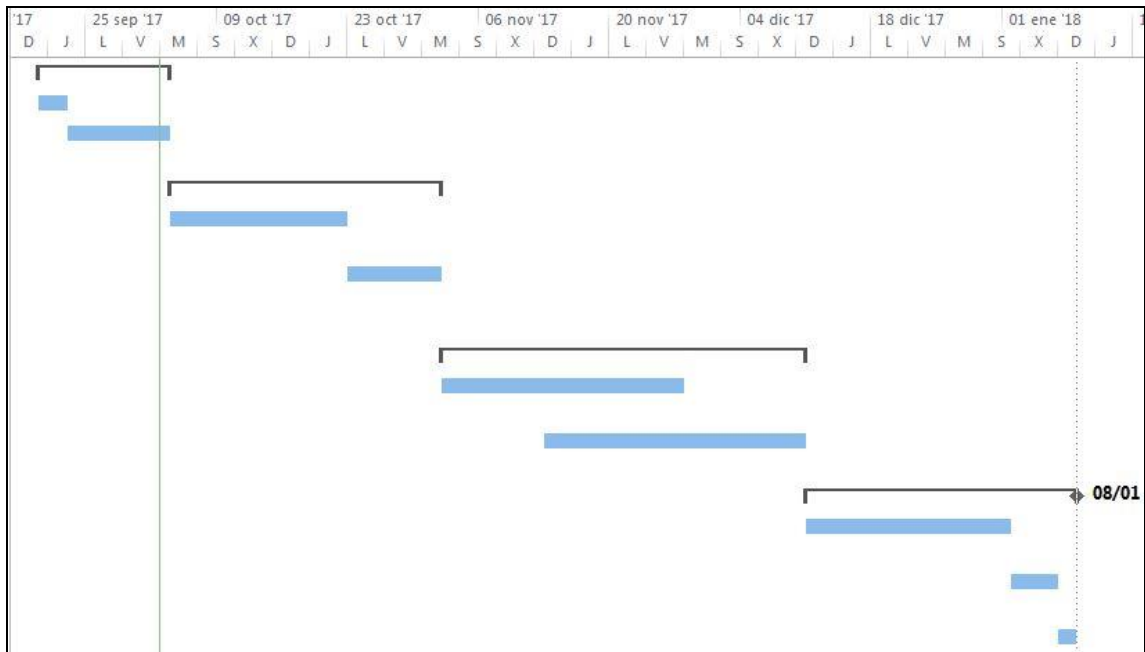 '17 25 sep '17 09 oct '17 23 oct '17 06 nov '17 20 nov '17 04 dic '17 18 dic '17 01 ene '18 1
D J L V M S X D J L V M S X D J L V M S X D J L V M S X D J
08/01